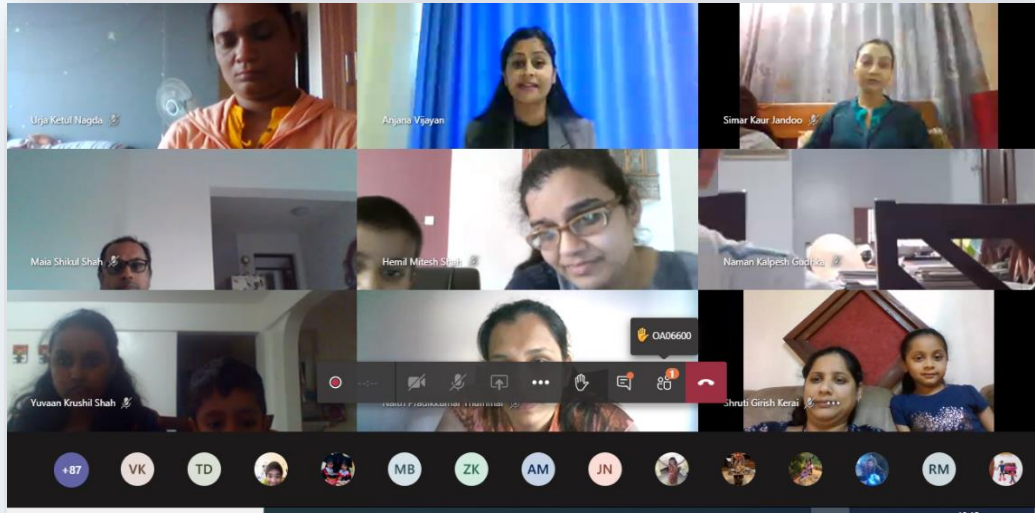 Urja Ketul Nagda
Anjana Vijayan
Simar Kaur Jandoo
Maia Shikul Shah
Hemil Mitesh Shah
Naman Kalpesh Gudhka
OA06600
1
Yuvaan Krushil Shah
Shruti Girish Kerai
+87
VK
TD
MB
ZK
AM
JN
RM